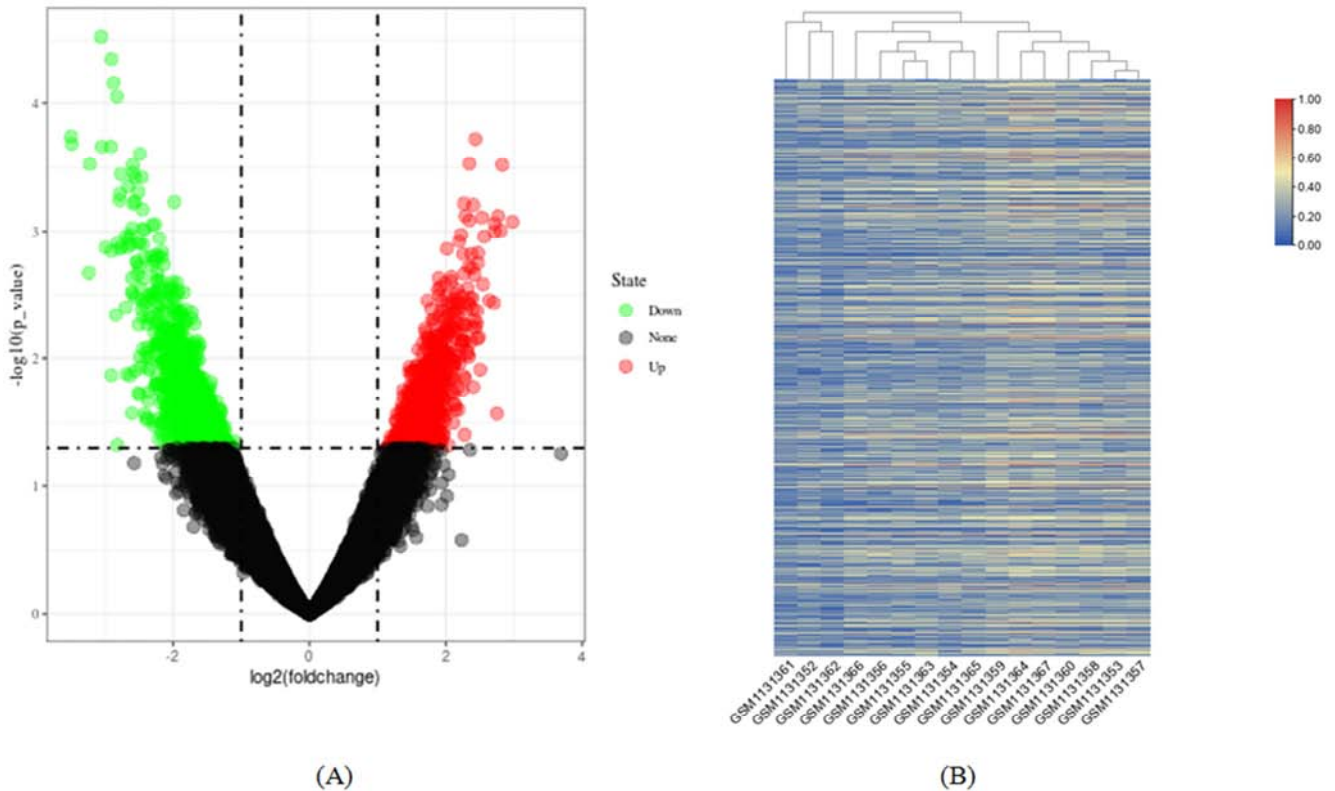 4
3
2
1
0
-log10(p_value)
-2
0
2
4
log2(foldchange)
State
Down
None
Up
(A)
1.00
0.80
0.60
0.40
0.20
0.00
GSM1131361
GSM1131352
GSM1131362
GSM1131366
GSM1131356
GSM1131355
GSM1131363
GSM1131354
GSM1131365
GSM1131359
GSM1131364
GSM1131367
GSM1131360
GSM1131358
GSM1131353
GSM1131357
(B)